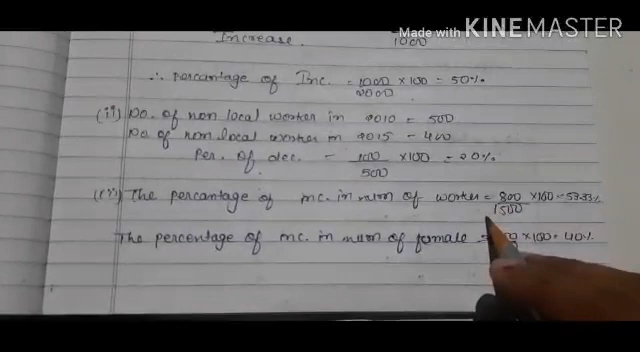 Made with KINEMASTER
Increase.
1000
∴ percantage of Inc. = 1000/2000 × 100 = 50%
(ii) No. of non local worker in 2010 = 500
No of non local worker in 2015 = 400
Per. of dec. = 100/500 × 100 = 20%
The percantage of inc. in num of worker = 800/1500 × 100 = 53.33%
The percentage of inc. in num of female = × 100 = 40%